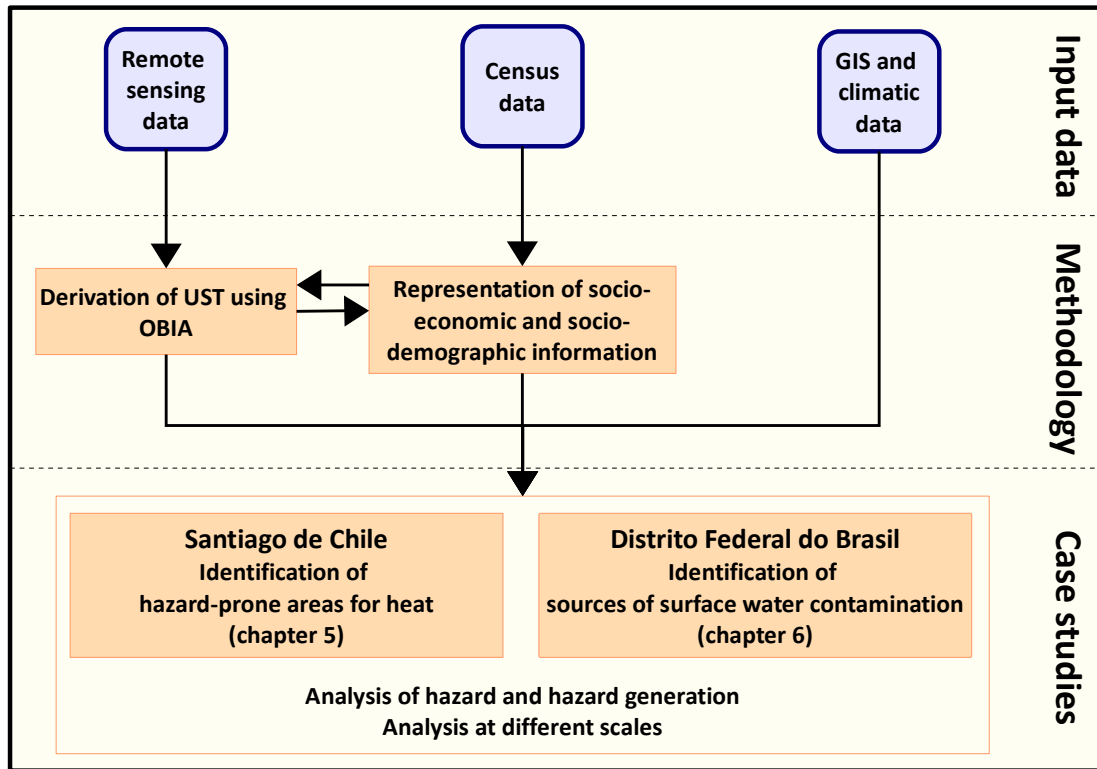 Remote
sensing
data
Census
data
GIS and
climatic
data
Input data
Derivation of UST using
OBIA
Representation of socio-
economic and socio-
demographic information
Methodology
Santiago de Chile
Identification of
hazard-prone areas for heat
(chapter 5)
Distrito Federal do Brasil
Identification of
sources of surface water contamination
(chapter 6)
Analysis of hazard and hazard generation
Analysis at different scales
Case studies